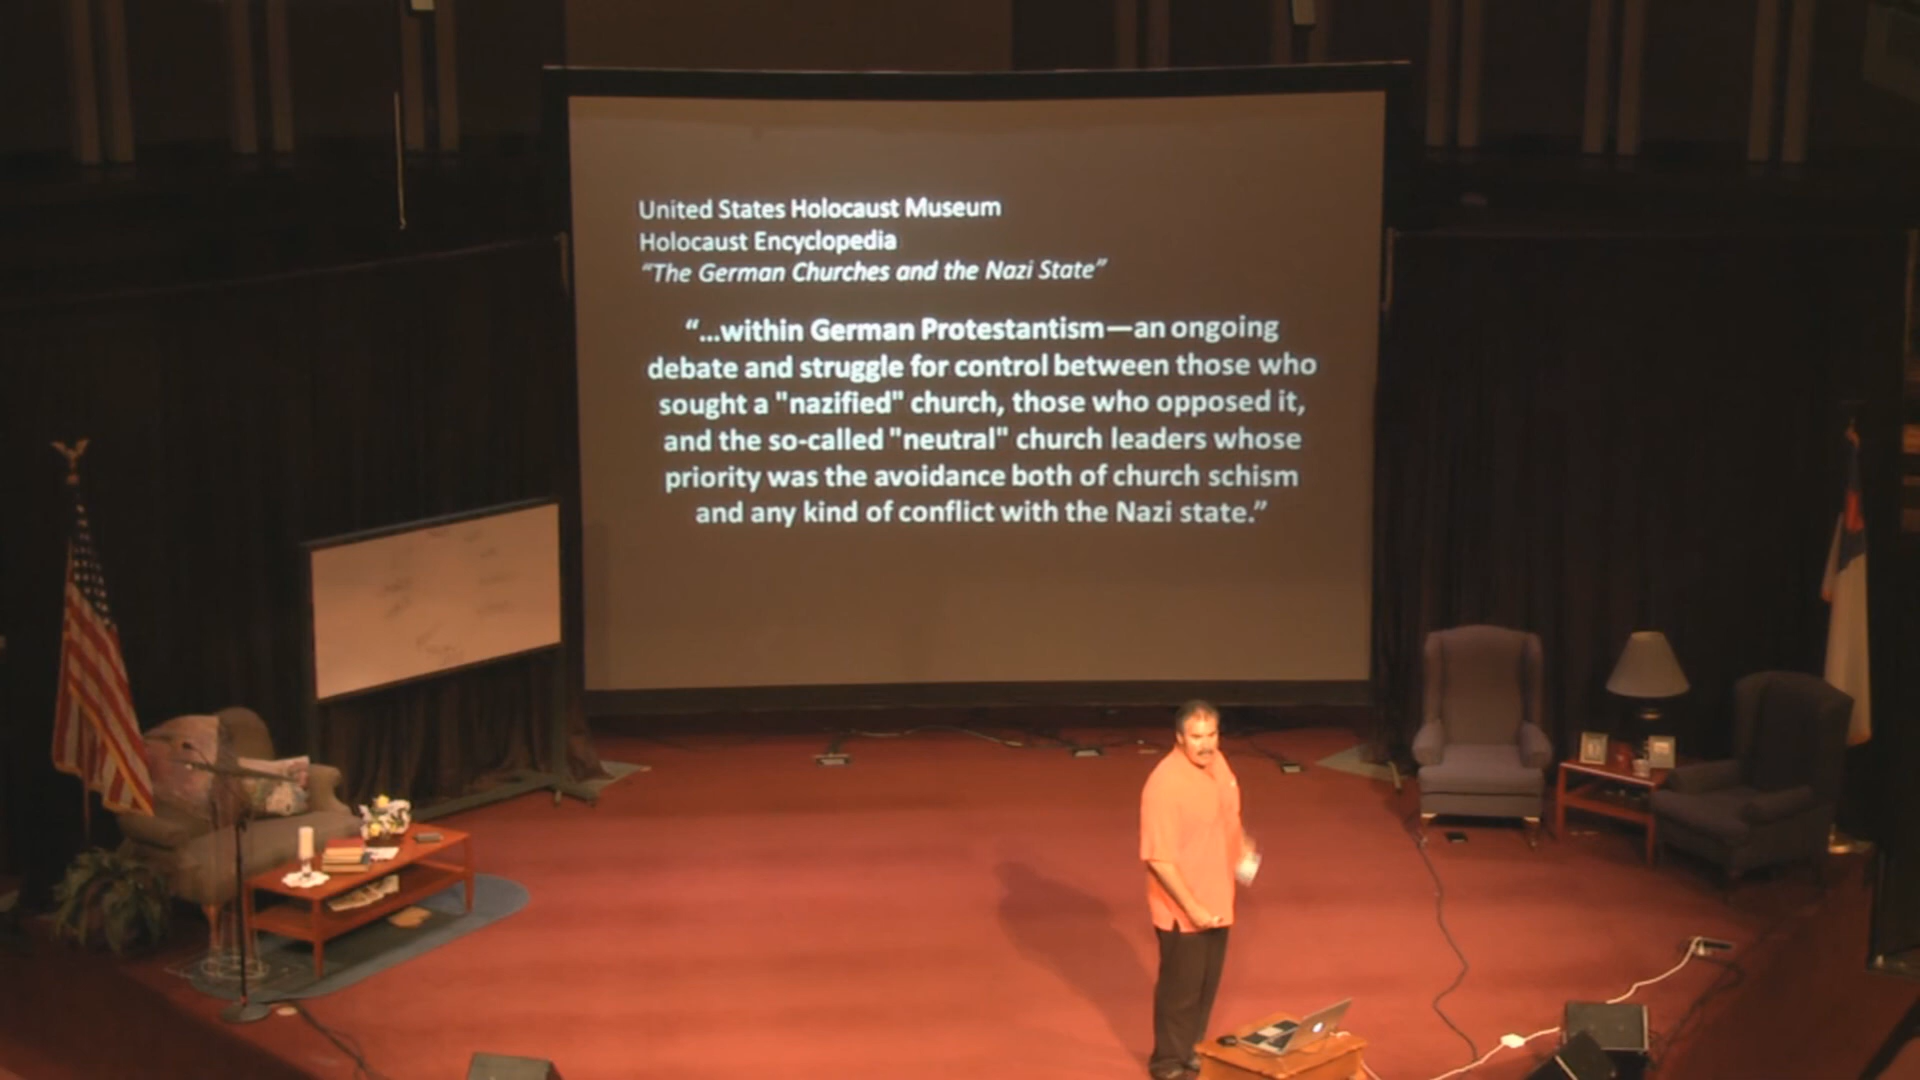 United States Holocaust Museum
Holocaust Encyclopedia
“The German Churches and the Nazi State”
“...within German Protestantism—an ongoing
debate and struggle for control between those who
sought a "nazified" church, those who opposed it,
and the so-called "neutral" church leaders whose
priority was the avoidance both of church schism
and any kind of conflict with the Nazi state.”